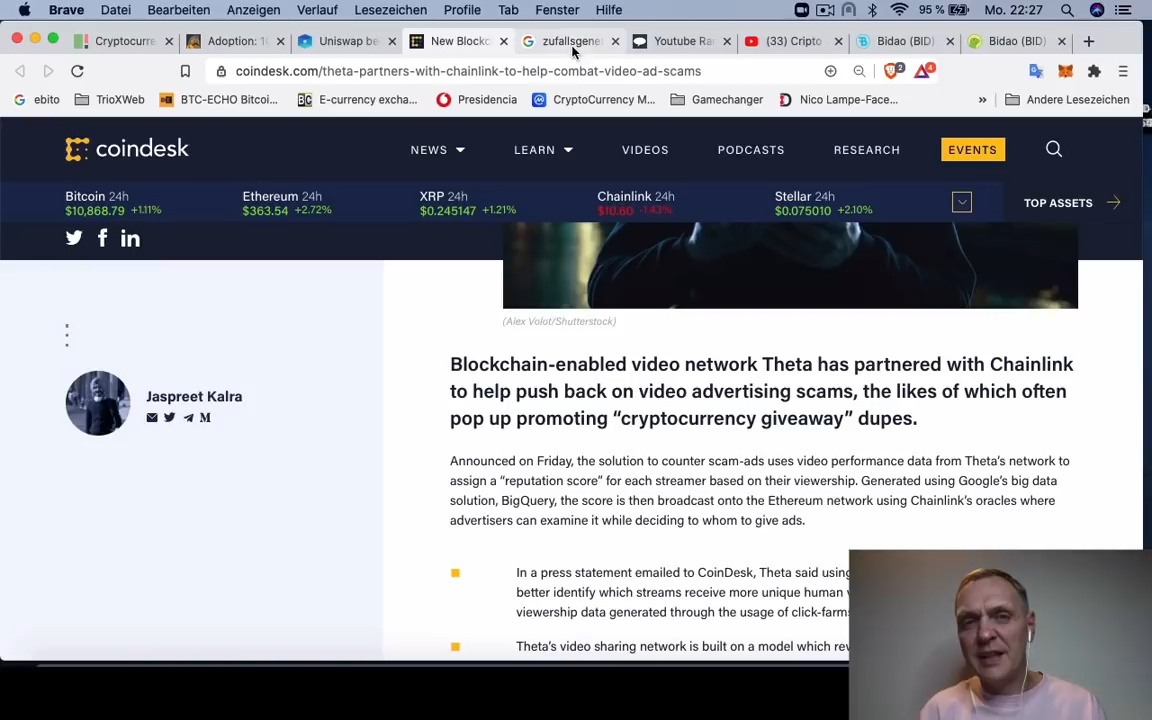 Brave Datei Bearbeiten Anzeigen Verlauf Lesezeichen Profile Tab Fenster Hilfe 95 % Mo. 22:27
Cryptocurre Adoption: 1 Uniswap be New Blockc zufallsgene Youtube Ra (33) Cripto Bidao (BID) Bidao (BID)
coindesk.com/theta-partners-with-chainlink-to-help-combat-video-ad-scams 2 4
ebito TrioXWeb BTC-ECHO Bitcoi... E-currency excha... Presidencia CryptoCurrency M... Gamechanger Nico Lampe-Face... » Andere Lesezeichen
coindesk NEWS LEARN VIDEOS PODCASTS RESEARCH EVENTS
Bitcoin 24h Ethereum 24h XRP 24h Chainlink 24h Stellar 24h
$10,868.79 +1.11% $363.54 +2.72% $0.245147 +1.21% $10.60 -1.43% $0.075010 +2.10% TOP ASSETS
(Alex Volot/Shutterstock)
Jaspreet Kalra
Blockchain-enabled video network Theta has partnered with Chainlink
to help push back on video advertising scams, the likes of which often
pop up promoting “cryptocurrency giveaway” dupes.
Announced on Friday, the solution to counter scam-ads uses video performance data from Theta’s network to
assign a “reputation score” for each streamer based on their viewership. Generated using Google’s big data
solution, BigQuery, the score is then broadcast onto the Ethereum network using Chainlink’s oracles where
advertisers can examine it while deciding to whom to give ads.
In a press statement emailed to CoinDesk, Theta said using
better identify which streams receive more unique human
viewership data generated through the usage of click-farms
Theta’s video sharing network is built on a model which